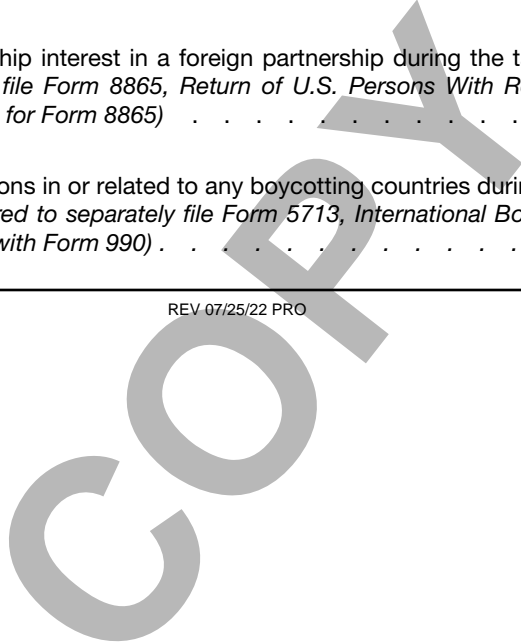 hip interest in a foreign partnership during the t
file Form 8865, Return of U.S. Persons With R
for Form 8865) . . . . . . . . . . . .
ons in or related to any boycotting countries durin
red to separately file Form 5713, International Bo
with Form 990) . . . . . . . . . . . .
REV 07/25/22 PRO
COPY